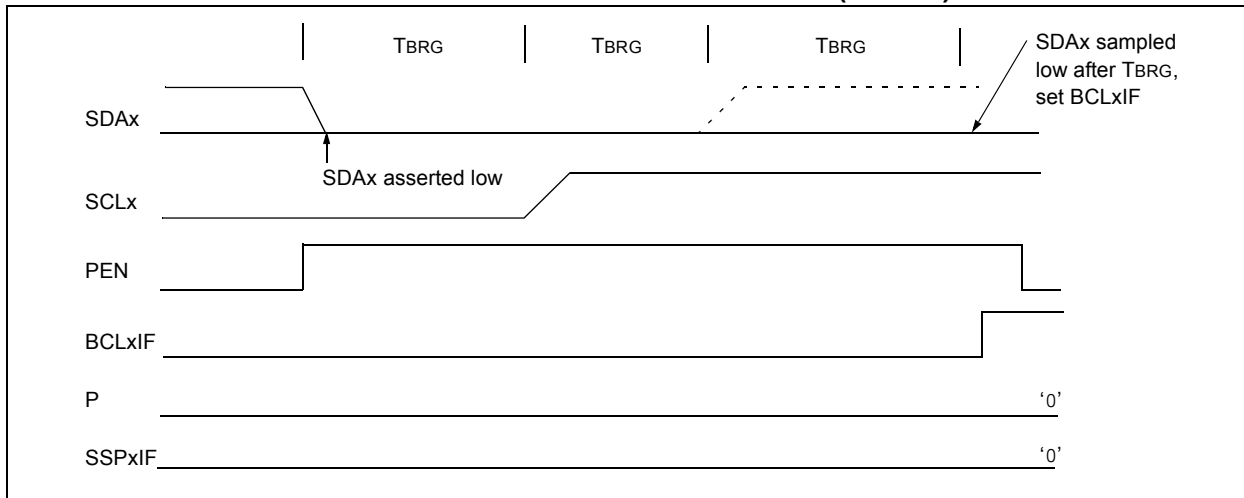 TBRG TBRG TBRG
SDAx sampled
low after TBRG,
set BCLxIF
SDAx
SDAx asserted low
SCLx
PEN
BCLxIF
P '0'
SSPxIF '0'